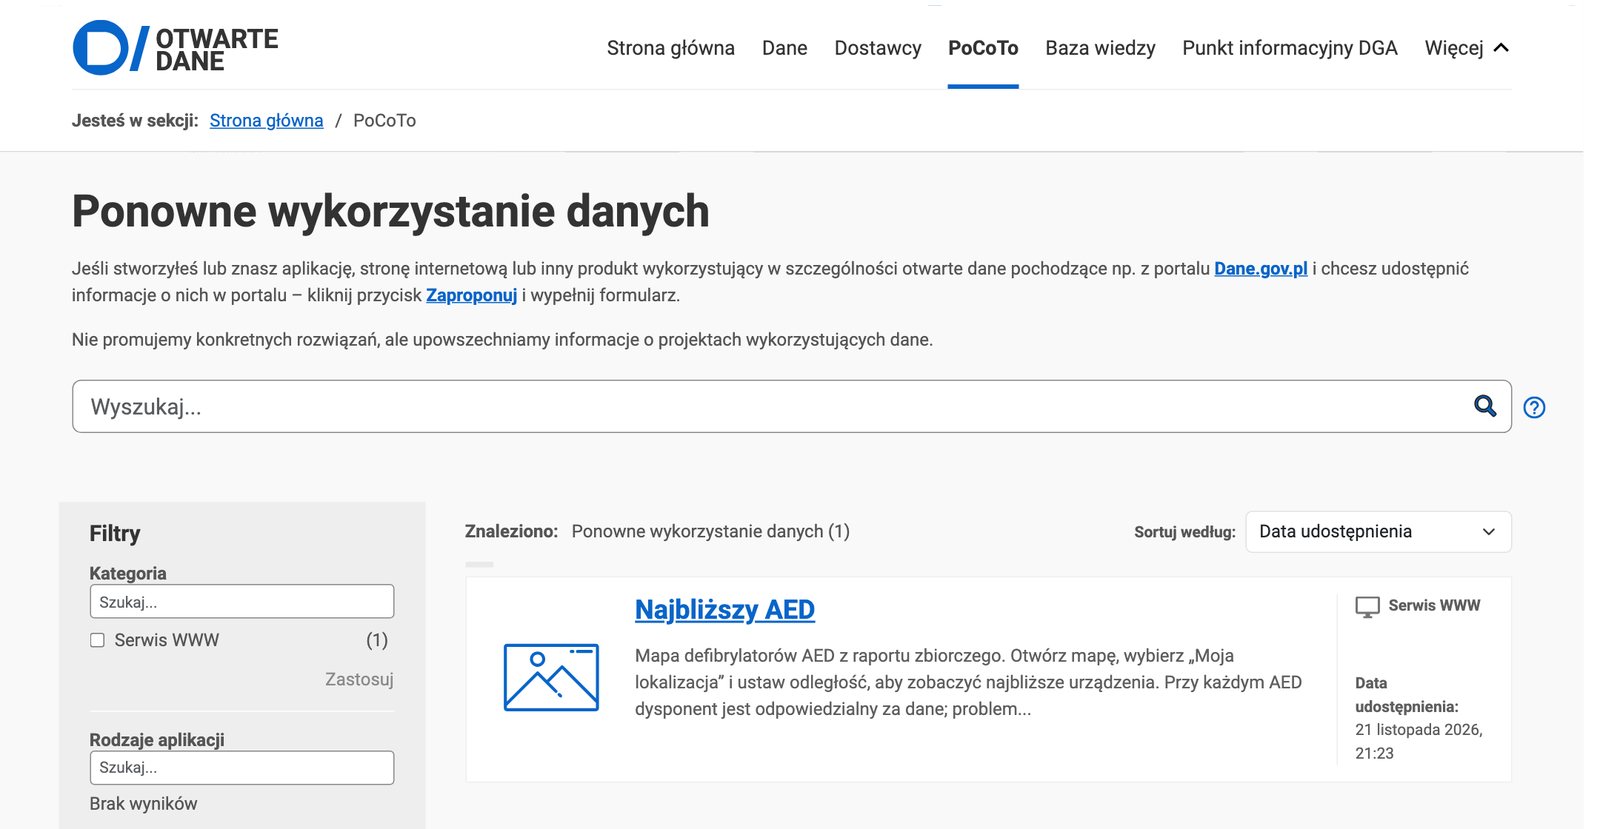 OTWARTE
DANE
Strona główna Dane Dostawcy PoCoTo Baza wiedzy Punkt informacyjny DGA Więcej
Jesteś w sekcji: Strona główna / PoCoTo
Ponowne wykorzystanie danych
Jeśli stworzyłeś lub znasz aplikację, stronę internetową lub inny produkt wykorzystujący w szczególności otwarte dane pochodzące np. z portalu Dane.gov.pl i chcesz udostępnić
informacje o nich w portalu – kliknij przycisk Zaproponuj i wypełnij formularz.
Nie promujemy konkretnych rozwiązań, ale upowszechniamy informacje o projektach wykorzystujących dane.
Wyszukaj...
Filtry
Kategoria
Szukaj...
Serwis WWW (1)
Zastosuj
Rodzaje aplikacji
Szukaj...
Brak wyników
Znaleziono: Ponowne wykorzystanie danych (1)
Sortuj według: Data udostępnienia
Najbliższy AED
Mapa defibrylatorów AED z raportu zbiorczego. Otwórz mapę, wybierz „Moja
lokalizacja” i ustaw odległość, aby zobaczyć najbliższe urządzenia. Przy każdym AED
dysponent jest odpowiedzialny za dane; problem...
Serwis WWW
Data
udostępnienia:
21 listopada 2026,
21:23